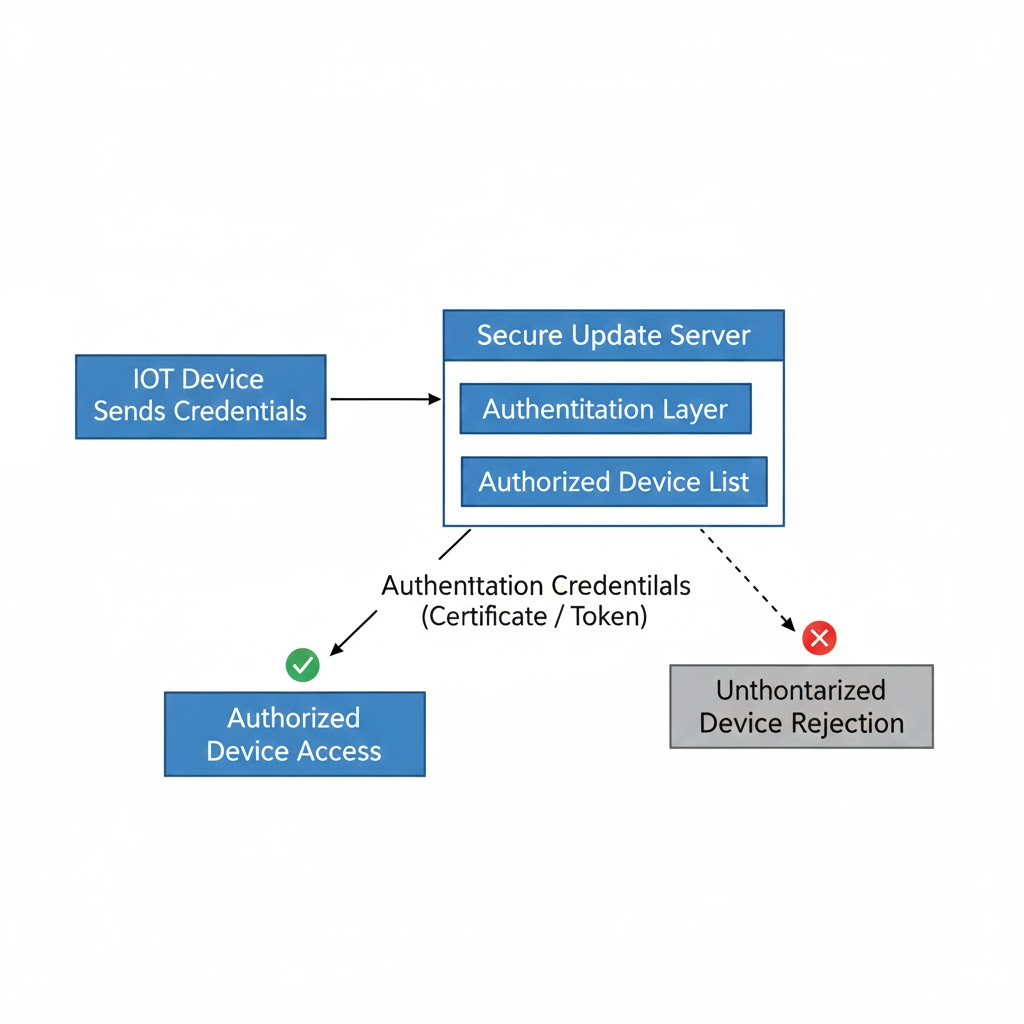 Secure Update Server
IOT Device
Sends Credentials
Authentitation Layer
Authorized Device List
Authenttation Credentilals
(Certificate / Token)
Authorized
Device Access
Unthontarized
Device Rejection